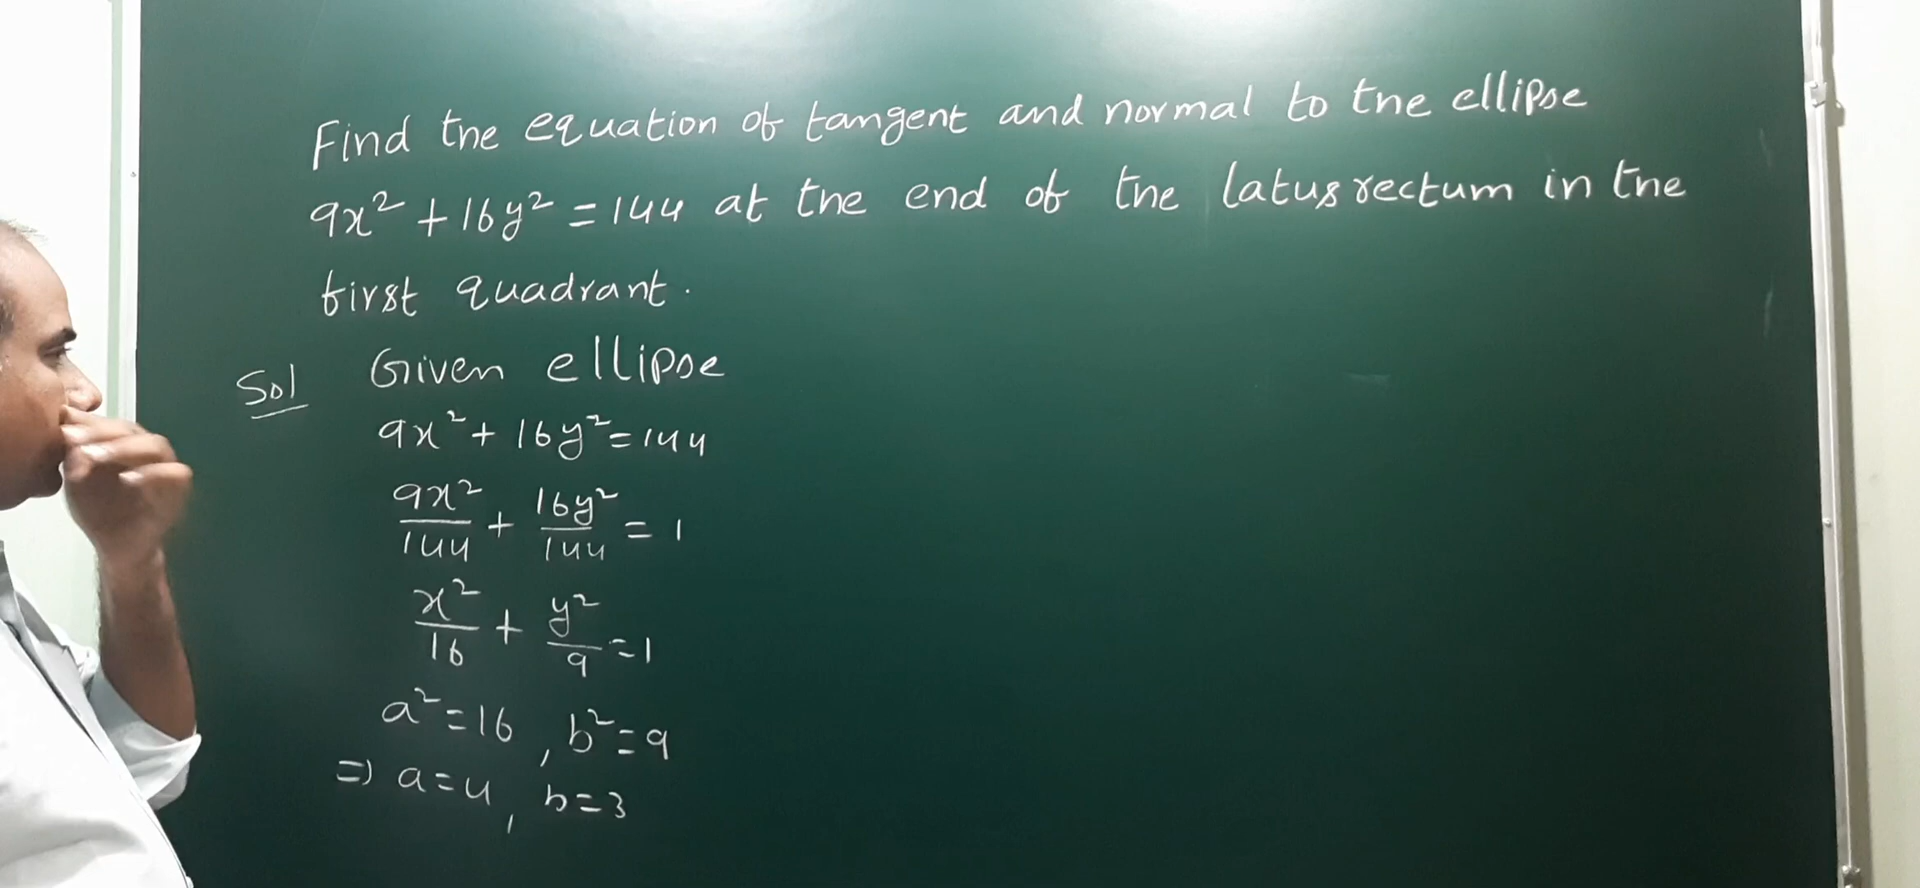 Find the equation of tangent and normal to the ellipse
9x² + 16y² = 144 at the end of the latus rectum in the
first quadrant.
Sol Given ellipse
9x² + 16y² = 144
9x²/144 + 16y²/144 = 1
x²/16 + y²/9 = 1
a² = 16, b² = 9
=> a = 4, b = 3